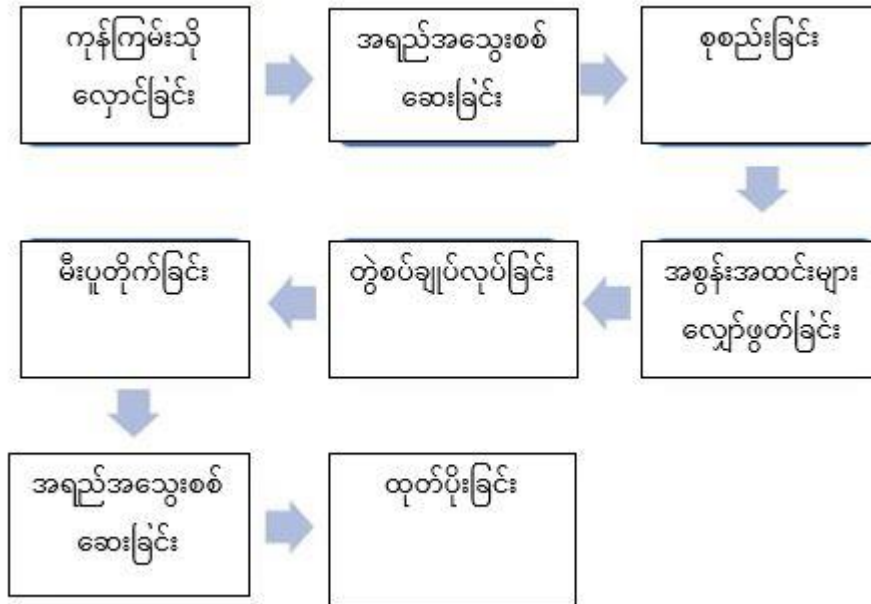 ကုန်ကြမ်းသို
လှောင်ခြင်း
အရည်အသွေးစစ်
ဆေးခြင်း
စုစည်းခြင်း
အစွန်းအထင်းများ
လျှော်ဖွတ်ခြင်း
တွဲစပ်ချုပ်လုပ်ခြင်း
မီးပူတိုက်ခြင်း
အရည်အသွေးစစ်
ဆေးခြင်း
ထုတ်ပိုးခြင်း